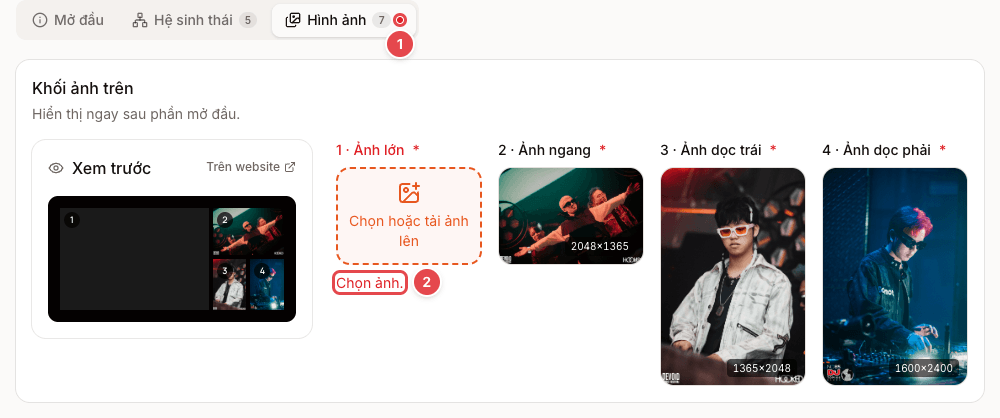 Mở đầu
Hệ sinh thái 5
Hình ảnh 7
1
Khối ảnh trên
Hiển thị ngay sau phần mở đầu.
Xem trước
Trên website
1
2
3
4
1 · Ảnh lớn *
Chọn hoặc tải ảnh
lên
Chọn ảnh.
2
2 · Ảnh ngang *
2048×1365
3 · Ảnh dọc trái *
1365×2048
4 · Ảnh dọc phải *
1600×2400